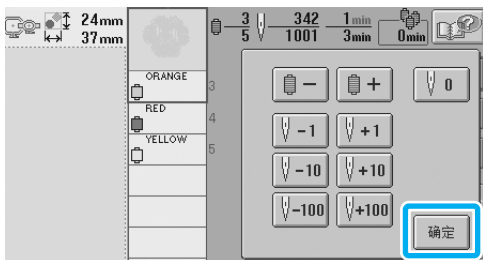 24mm
37mm
3
5
342
1001
1min
3min
0min
ORANGE
3
RED
4
YELLOW
5
−
+
0
−1
+1
−10
+10
−100
+100
确定